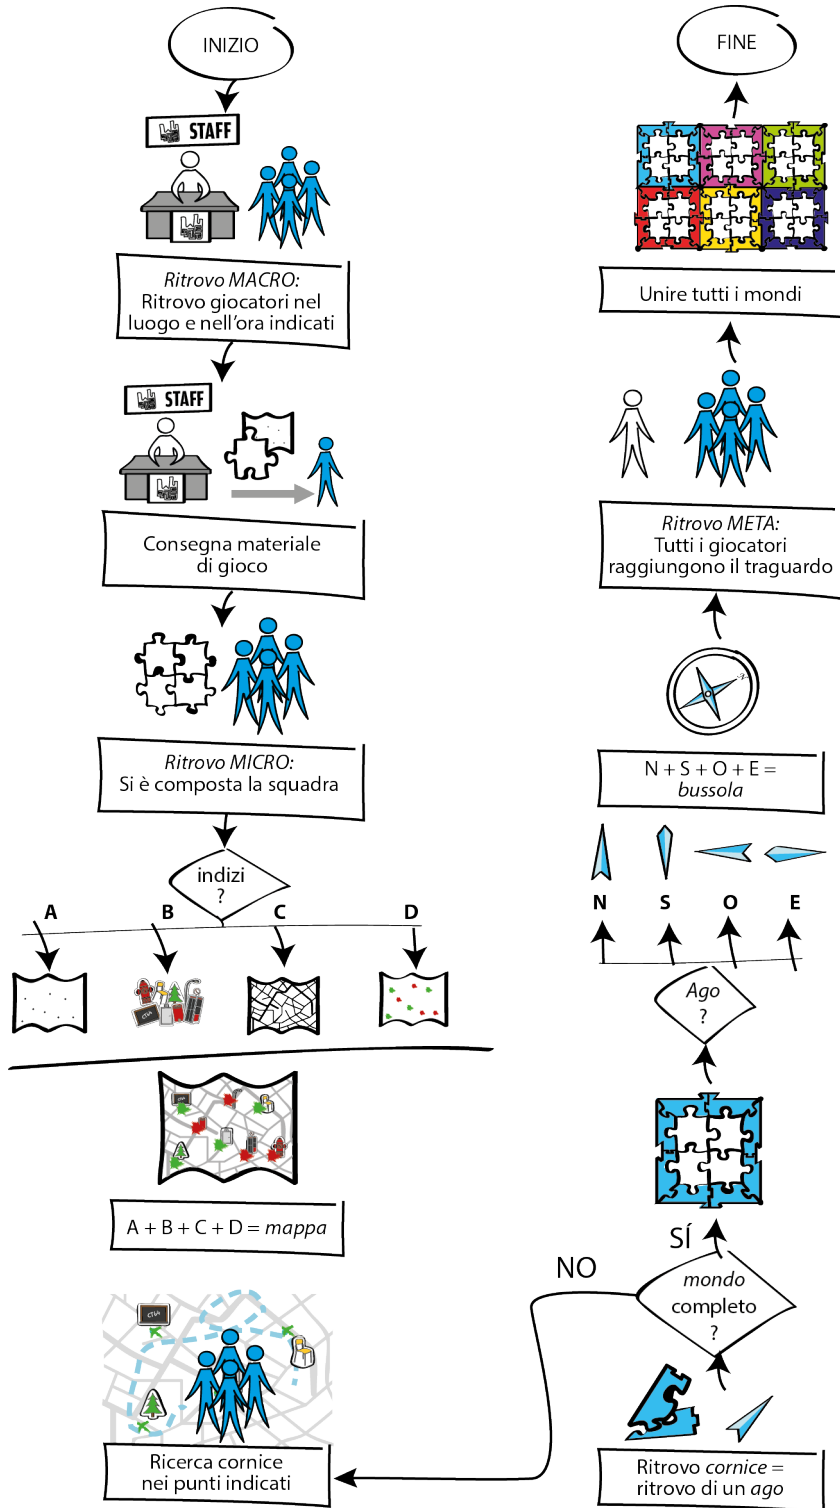 INIZIO
STAFF
Ritrovo MACRO:
Ritrovo giocatori nel
luogo e nell'ora indicati
STAFF
Consegna materiale
di gioco
Ritrovo MICRO:
Si è composta la squadra
indizi
?
A B C D
A + B + C + D = mappa
Ricerca cornice
nei punti indicati
Ritrovo cornice =
ritrovo di un ago
mondo
completo
?
NO
SÍ
Ago
?
N S O E
N + S + O + E =
bussola
Ritrovo META:
Tutti i giocatori
raggiungono il traguardo
Unire tutti i mondi
FINE